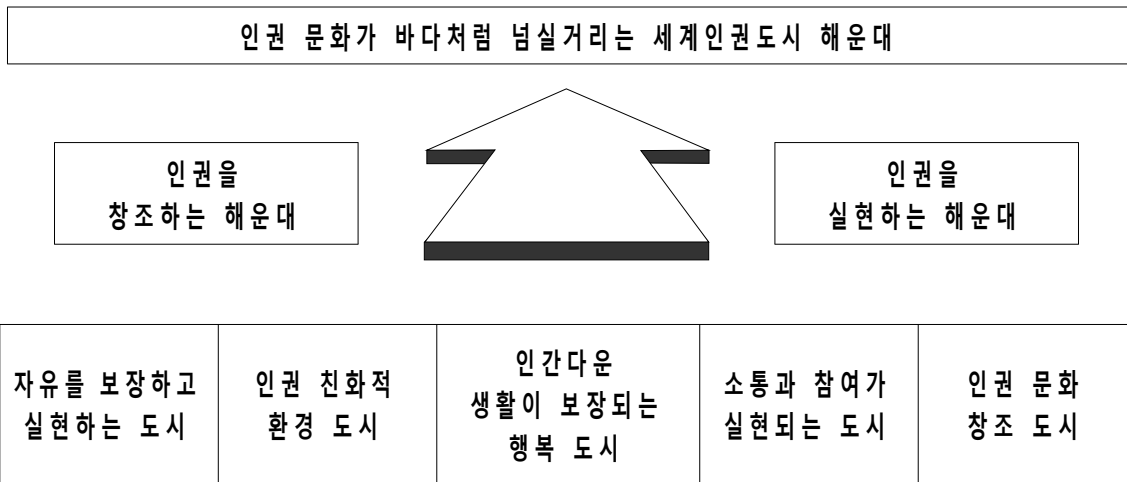 인권 문화가 바다처럼 넘실거리는 세계인권도시 해운대
인권을
창조하는 해운대
인권을
실현하는 해운대
자유를 보장하고
실현하는 도시
인권 친화적
환경 도시
인간다운
생활이 보장되는
행복 도시
소통과 참여가
실현되는 도시
인권 문화
창조 도시